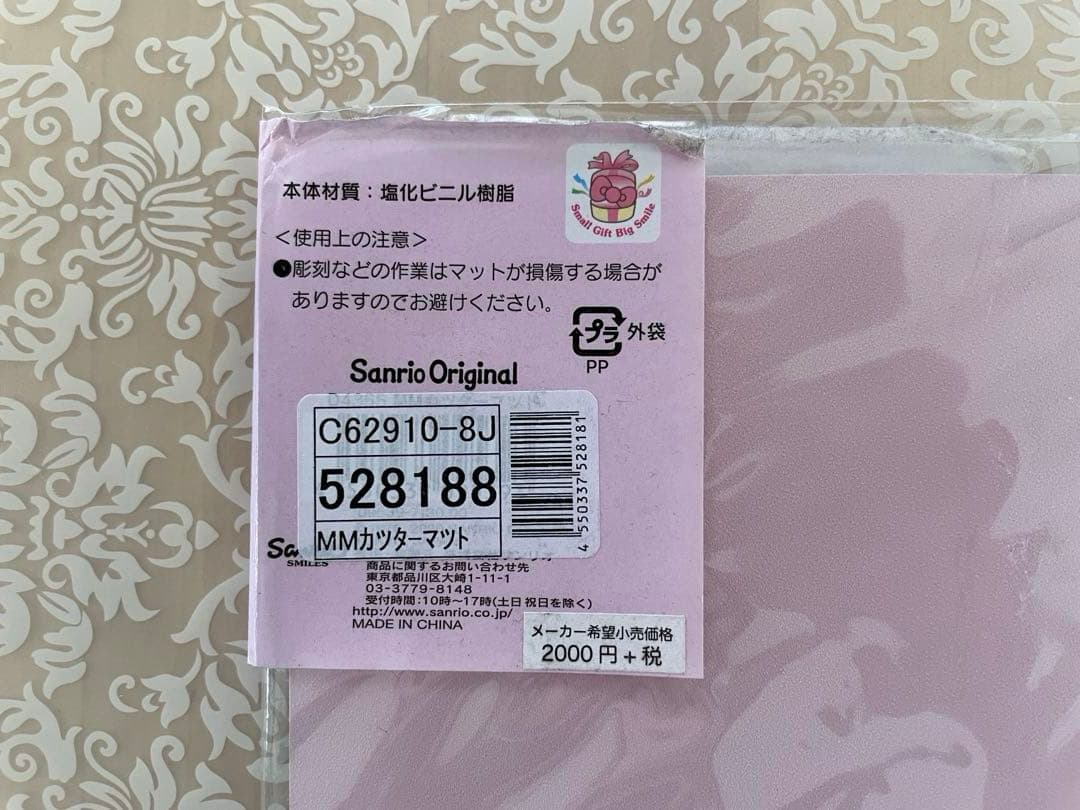 本体材質：塩化ビニル樹脂
Small Gift Big Smile
＜使用上の注意＞
●彫刻などの作業はマットが損傷する場合が
ありますのでお避けください。
プラ 外袋
PP
Sanrio Original
C62910-8J
528188
MMカツターマツト
4 550337 528181
SMILES
商品に関するお問い合わせ先
東京都品川区大崎1-11-1
03-3779-8148
受付時間:10時〜17時(土日 祝日を除く)
http://www.sanrio.co.jp/
MADE IN CHINA
メーカー希望小売価格
2000円+税